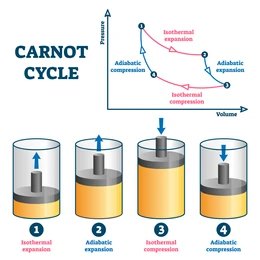 CARNOT
CYCLE
Pressure
1
Isothermal
expansion
2
Adiabatic
compression
Adiabatic
expansion
4
3
Isothermal
compression
Volume
1
2
3
4
Isothermal
expansion
Adiabatic
expansion
Isothermal
compression
Adiabatic
compression